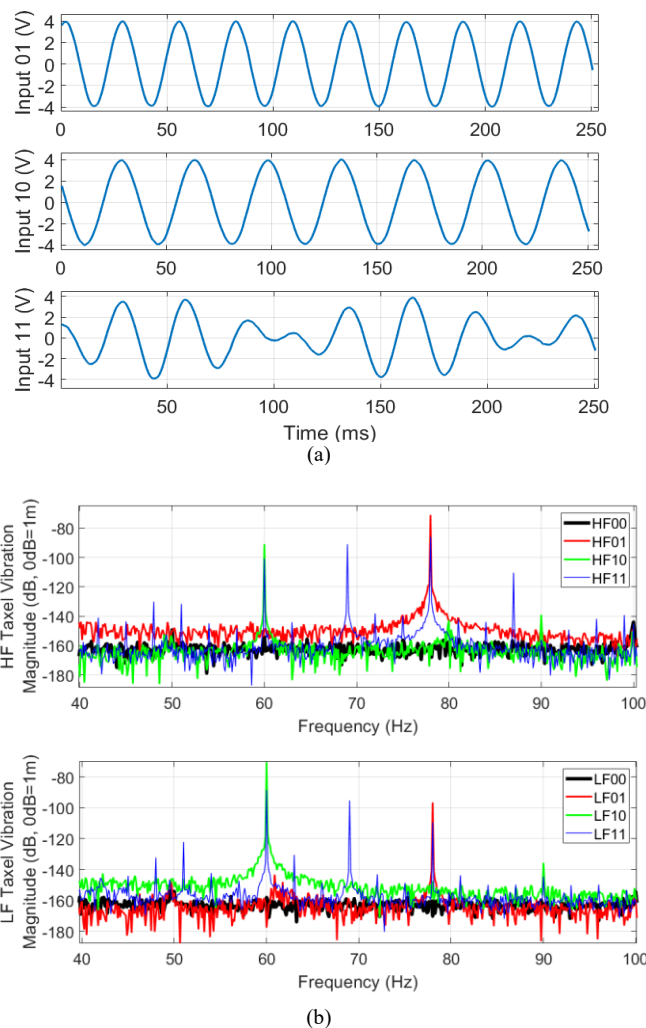 Input 01 (V)
4
2
0
-2
-4
0 50 100 150 200 250
Input 10 (V)
4
2
0
-2
-4
0 50 100 150 200 250
Input 11 (V)
4
2
0
-2
-4
50 100 150 200 250
Time (ms)
(a)
HF Taxel Vibration
Magnitude (dB, 0dB=1m)
-80
-100
-120
-140
-160
-180
HF00
HF01
HF10
HF11
40 50 60 70 80 90 100
Frequency (Hz)
LF Taxel Vibration
Magnitude (dB, 0dB=1m)
-80
-100
-120
-140
-160
-180
LF00
LF01
LF10
LF11
40 50 60 70 80 90 100
Frequency (Hz)
(b)